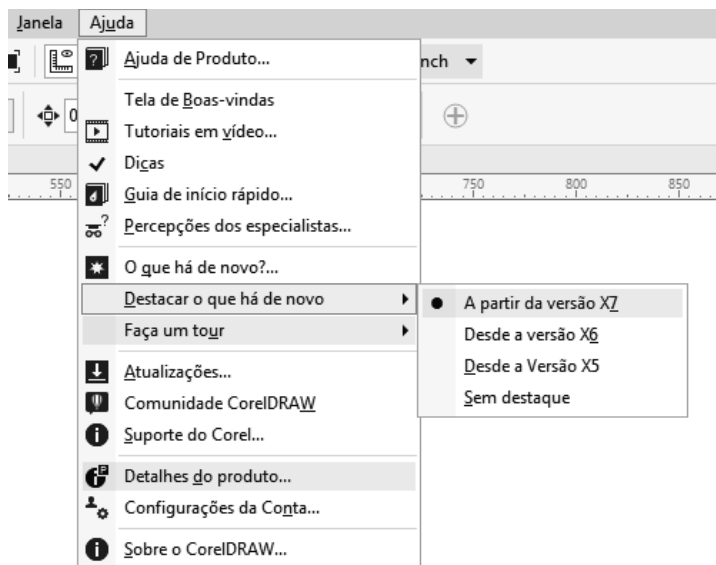 Janela Ajuda
Ajuda de Produto...
nch
Tela de Boas-vindas
0
Tutoriais em vídeo...
Dicas
550 750 800 850
Guia de início rápido...
Percepções dos especialistas...
O que há de novo?...
Destacar o que há de novo
A partir da versão X7
Faça um tour
Desde a versão X6
Desde a Versão X5
Sem destaque
Atualizações...
Comunidade CorelDRAW
Suporte do Corel...
Detalhes do produto...
Configurações da Conta...
Sobre o CorelDRAW...